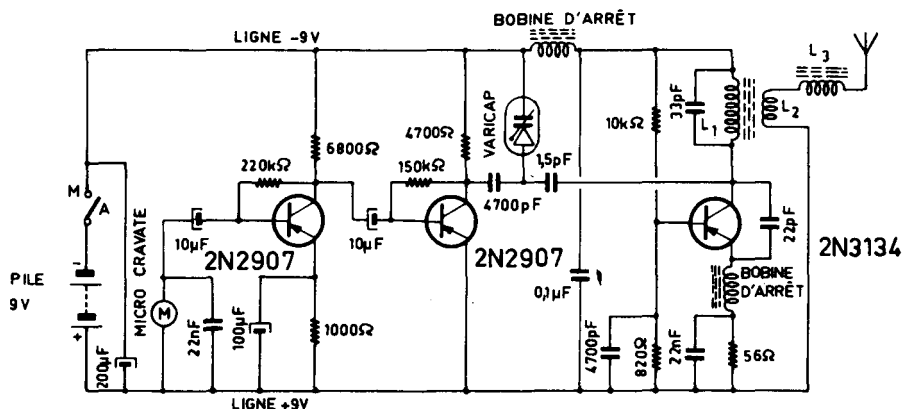 BOBINE D'ARRÊT
LIGNE -9V
L3
33pF
L1
L2
10kΩ
6800Ω
4700Ω
VARICAP
220kΩ
150kΩ
1,5pF
4700pF
M
A
10µF
2N2907
10µF
2N2907
22pF
2N3134
PILE
9V
MICRO CRAVATE
M
BOBINE
D'ARRÊT
0,1µF
200µF
22nF
100µF
1000Ω
4700pF
820Ω
22nF
56Ω
-
+
LIGNE +9V